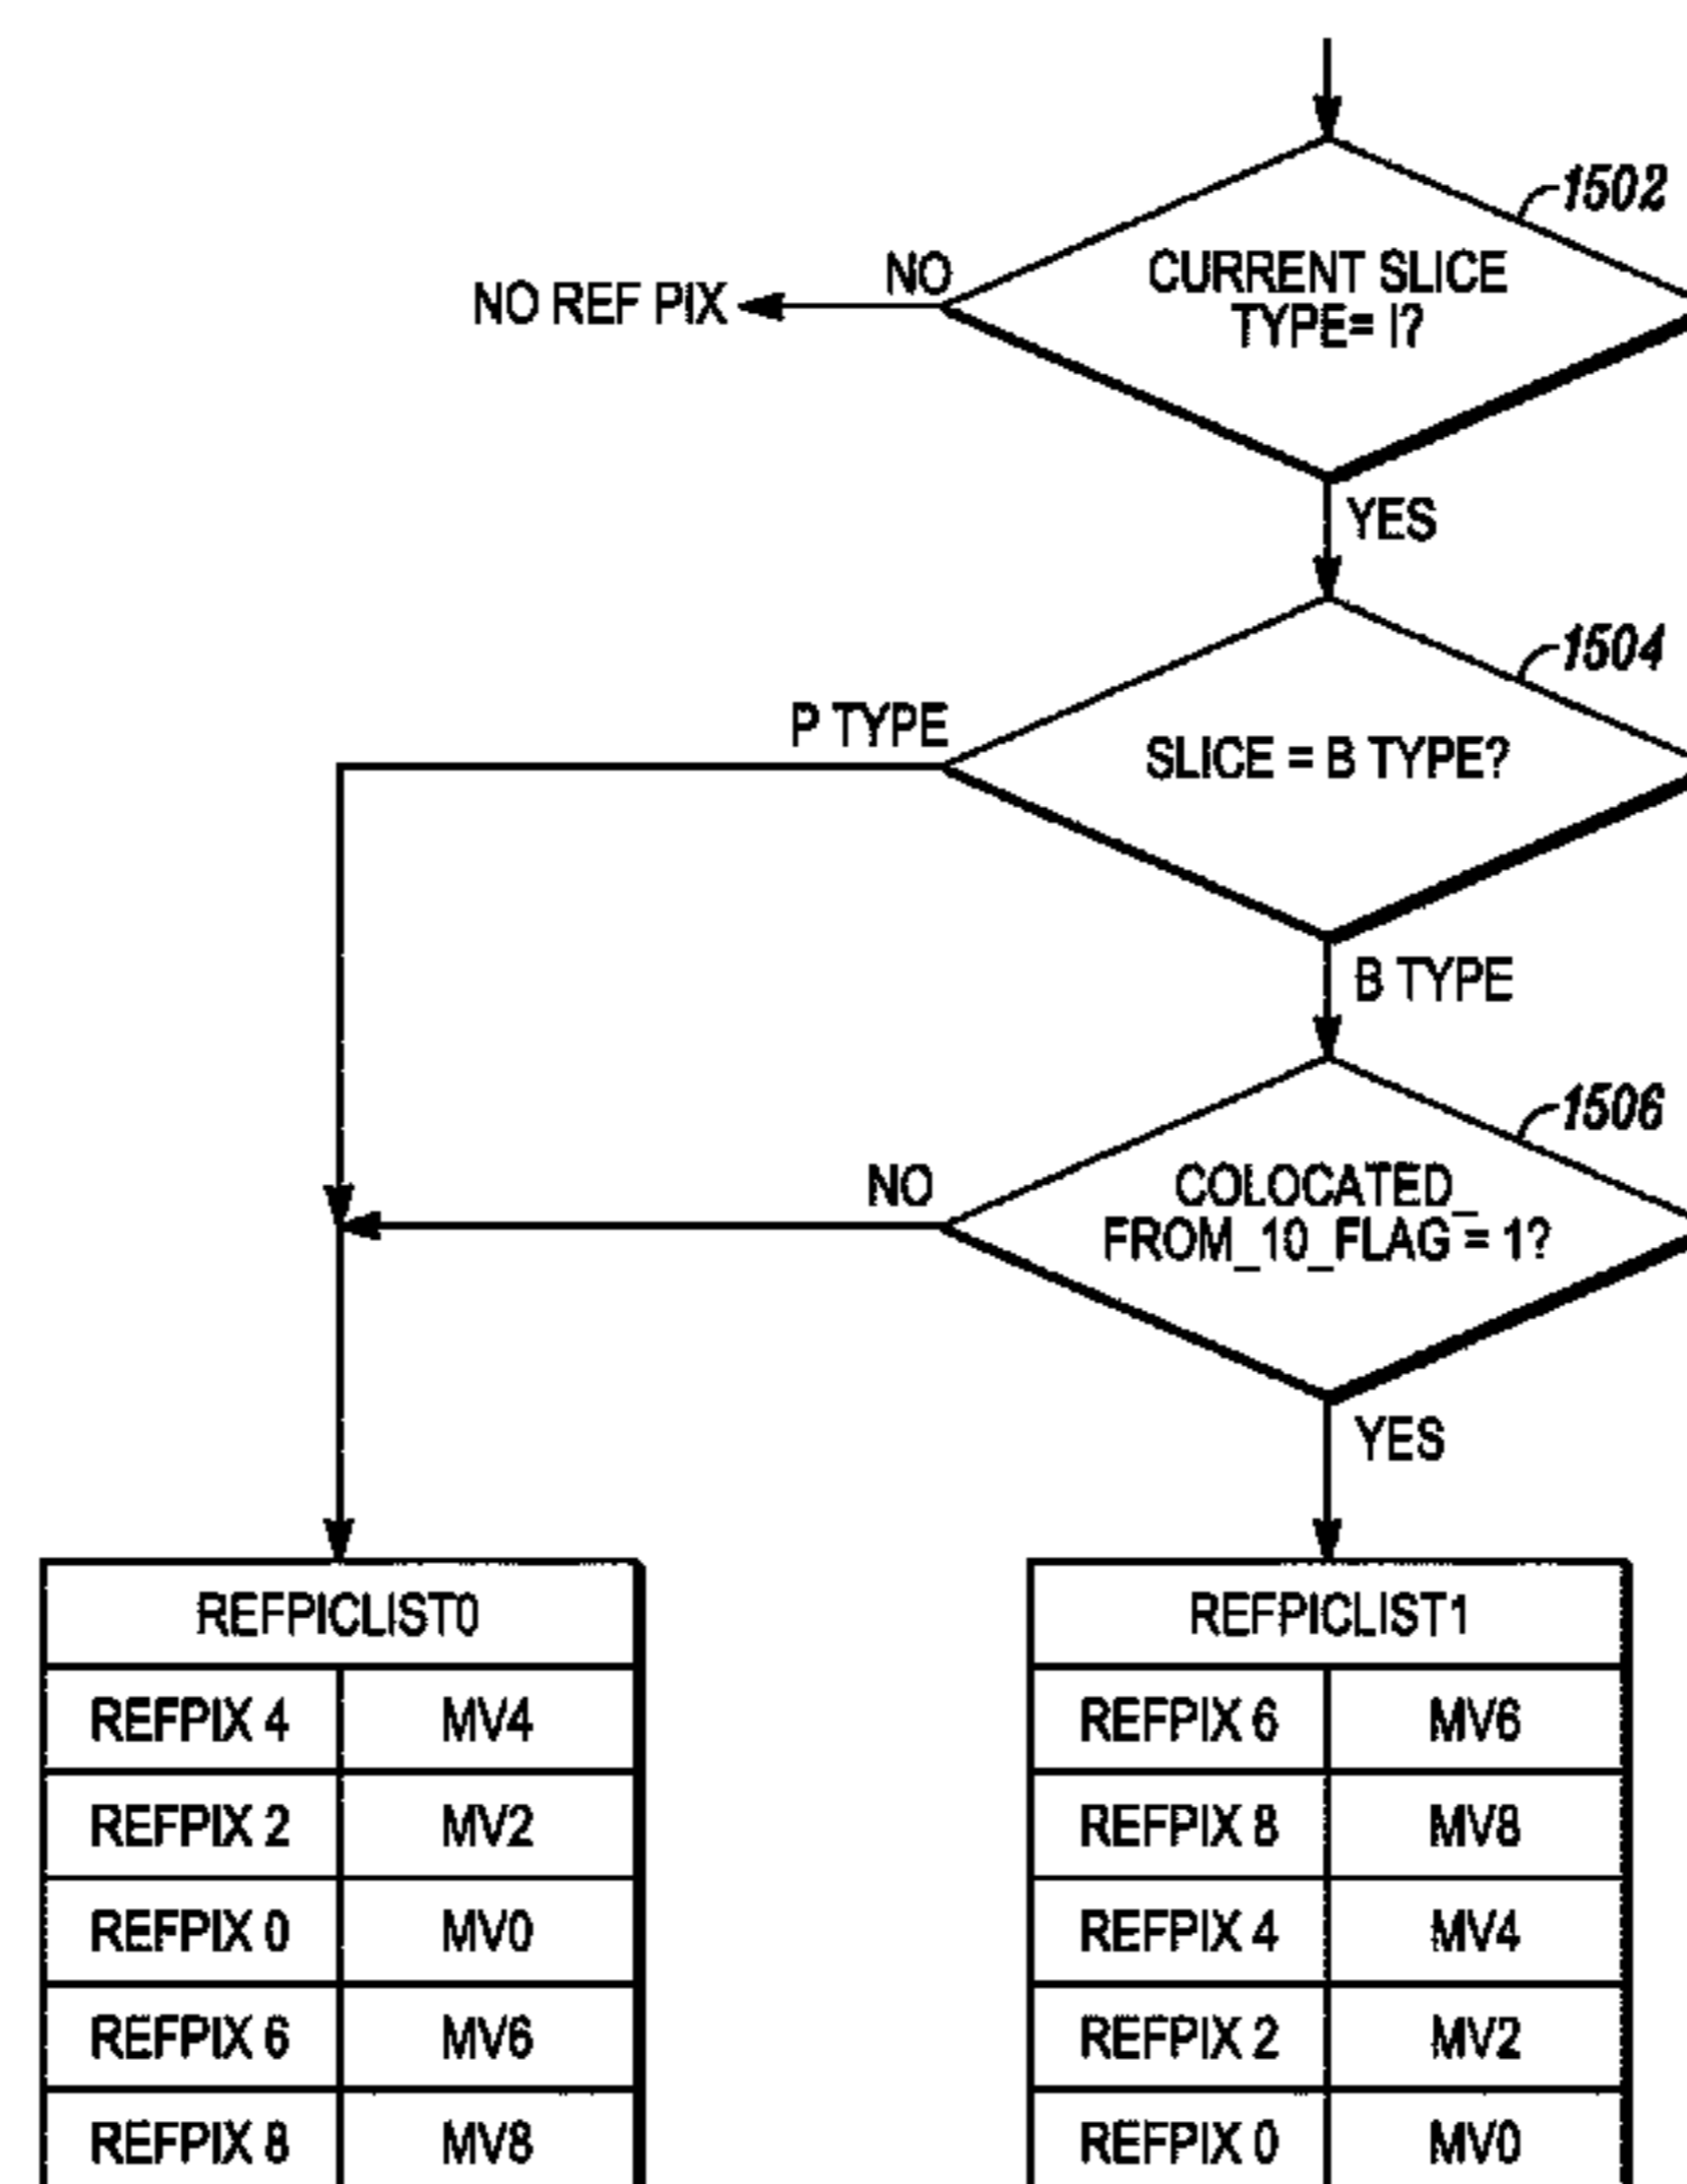 1502
CURRENT SLICE
TYPE= I?
NO
NO REF PIX
YES
1504
SLICE = B TYPE?
P TYPE
B TYPE
1506
COLOCATED_
FROM_10_FLAG = 1?
NO
YES
REFPICLIST0
REFPIX 4 MV4
REFPIX 2 MV2
REFPIX 0 MV0
REFPIX 6 MV6
REFPIX 8 MV8
REFPICLIST1
REFPIX 6 MV6
REFPIX 8 MV8
REFPIX 4 MV4
REFPIX 2 MV2
REFPIX 0 MV0